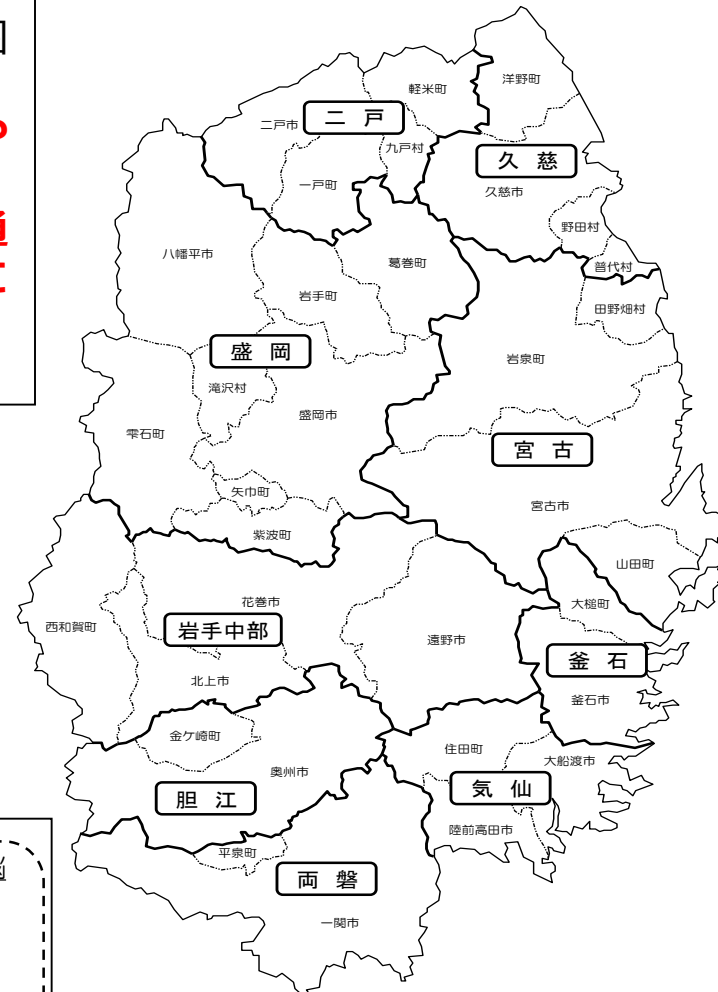 洋野町
軽米町
二戸
二戸市
九戸村
久慈
一戸町
久慈市
野田村
八幡平市
葛巻町
普代村
岩手町
田野畑村
盛岡
岩泉町
滝沢村
盛岡市
雫石町
宮古
矢巾町
宮古市
紫波町
山田町
花巻市
大槌町
西和賀町
岩手中部
遠野市
釜石
北上市
釜石市
金ケ崎町
住田町
大船渡市
奥州市
胆江
気仙
陸前高田市
平泉町
両磐
一関市